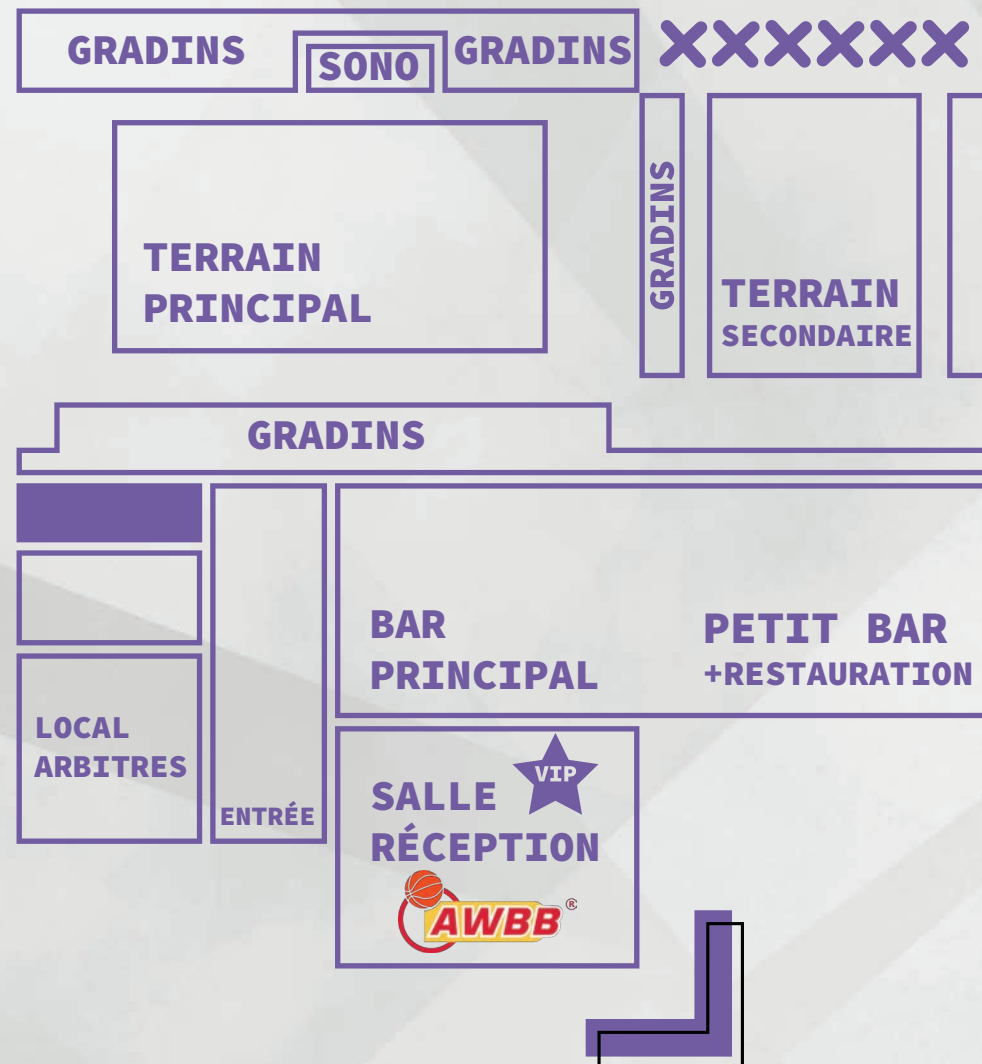 GRADINS
SONO
GRADINS
XXXXXX
GRADINS
TERRAIN
PRINCIPAL
TERRAIN
SECONDAIRE
GRADINS
BAR
PRINCIPAL
PETIT BAR
+RESTAURATION
LOCAL
ARBITRES
ENTRÉE
VIP
SALLE
RÉCEPTION
AWBB®